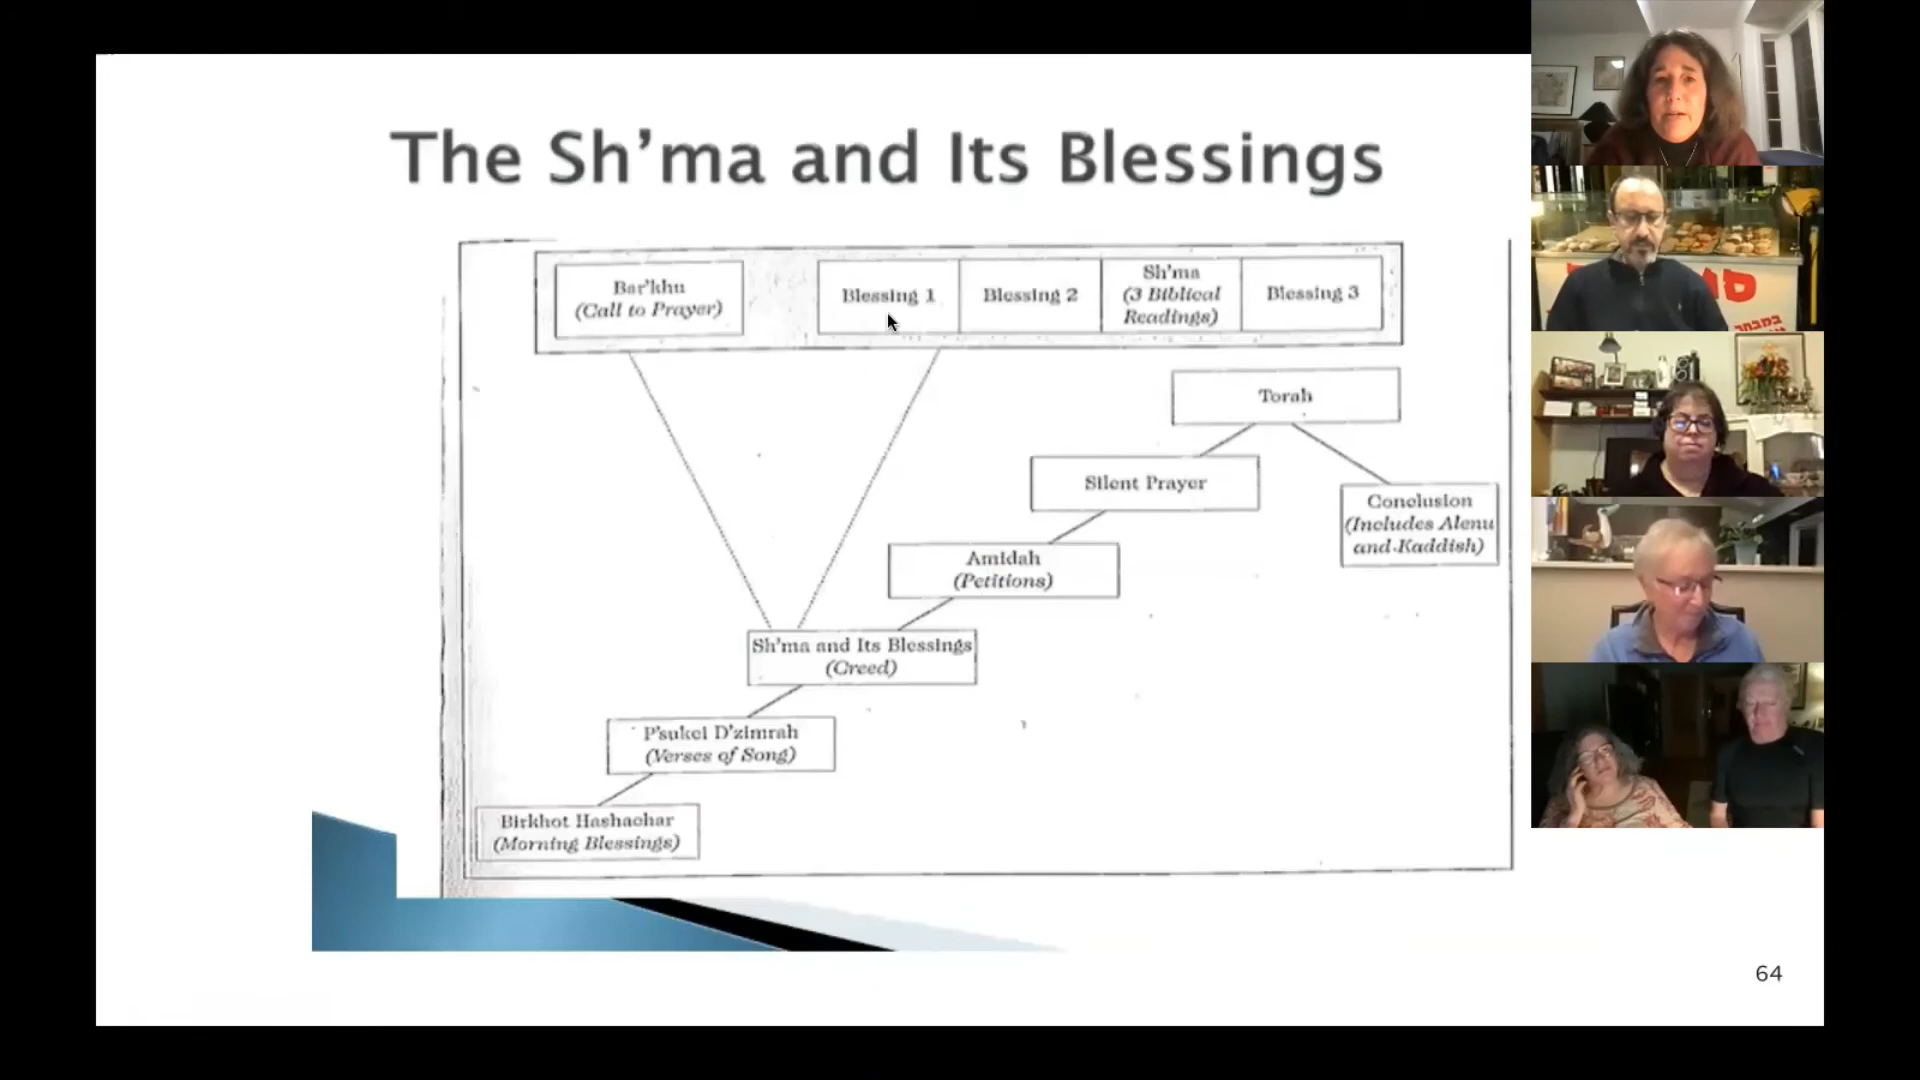 The Sh’ma and Its Blessings
Bar'khu
(Call to Prayer)
Blessing 1
Blessing 2
Sh'ma
(3 Biblical
Readings)
Blessing 3
Torah
Silent Prayer
Conclusion
(Includes Alenu
and Kaddish)
Amidah
(Petitions)
Sh'ma and Its Blessings
(Creed)
P'sukei D'zimrah
(Verses of Song)
Birkhot Hashachar
(Morning Blessings)
64
במבחר